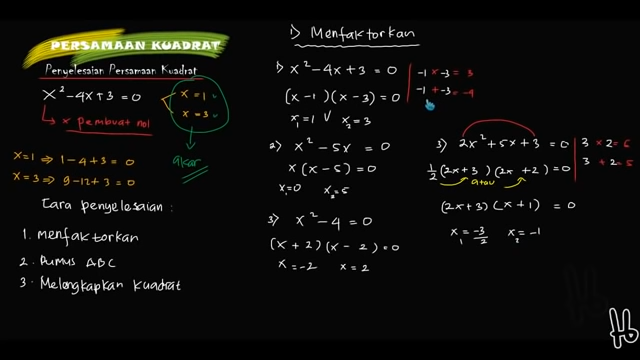 PERSAMAAN KUADRAT
Penyelesaian Persamaan Kuadrat
x² - 4x + 3 = 0
x = 1
x = 3
↳ x pembuat nol
akar
x=1 → 1 - 4 + 3 = 0
x=3 → 9 - 12 + 3 = 0
Cara penyelesaian :
1. menfaktorkan
2. Rumus ABC
3. Melengkapkan kuadrat
1) Menfaktorkan
1) x² - 4x + 3 = 0
(x - 1) (x - 3) = 0
x₁ = 1 V x₂ = 3
-1 x -3 = 3
-1 + -3 = -4
2) x² - 5x = 0
x (x - 5) = 0
x₁ = 0 x₂ = 5
3) x² - 4 = 0
(x + 2) (x - 2) = 0
x = -2 x = 2
3) 2x² + 5x + 3 = 0
3 x 2 = 6
3 + 2 = 5
1/2 (2x + 3) (2x + 2) = 0
atau
(2x + 3) (x + 1) = 0
x₁ = -3/2 x₂ = -1